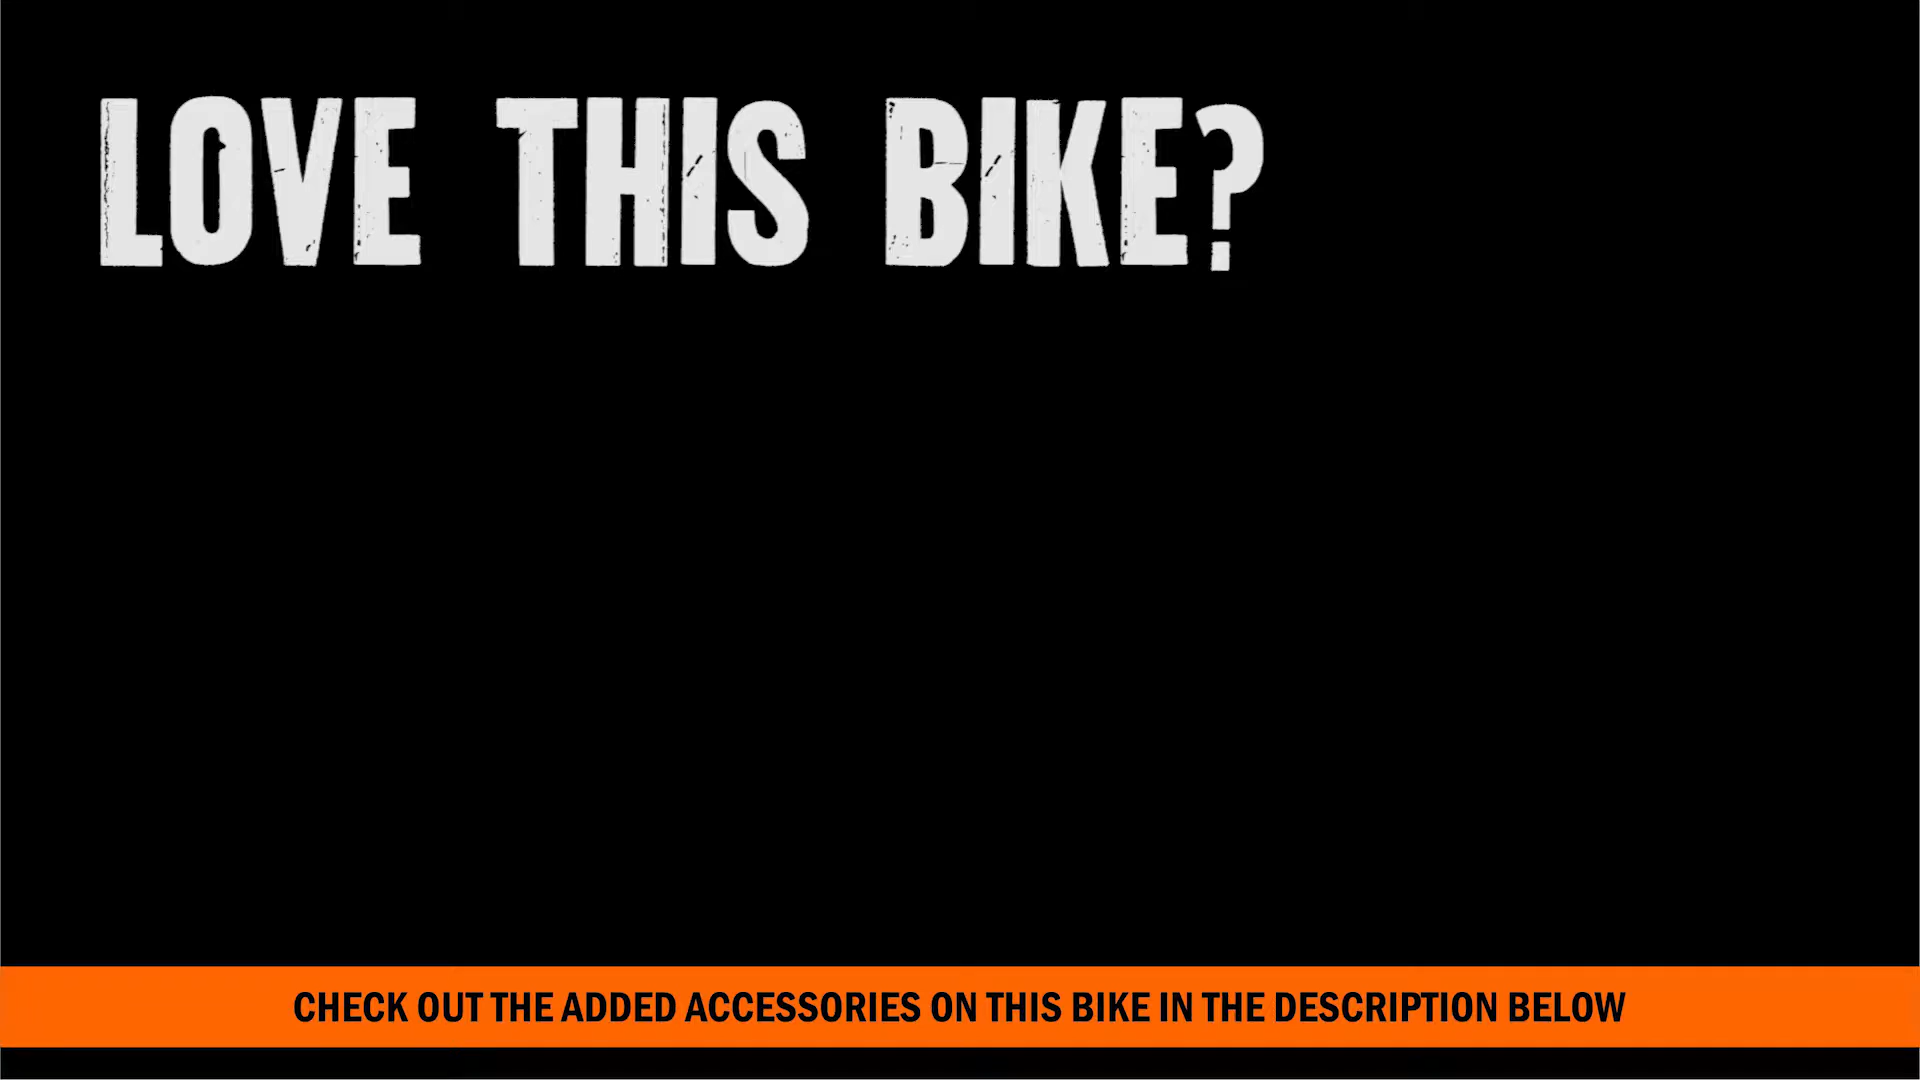 LOVE THIS BIKE?
CHECK OUT THE ADDED ACCESSORIES ON THIS BIKE IN THE DESCRIPTION BELOW